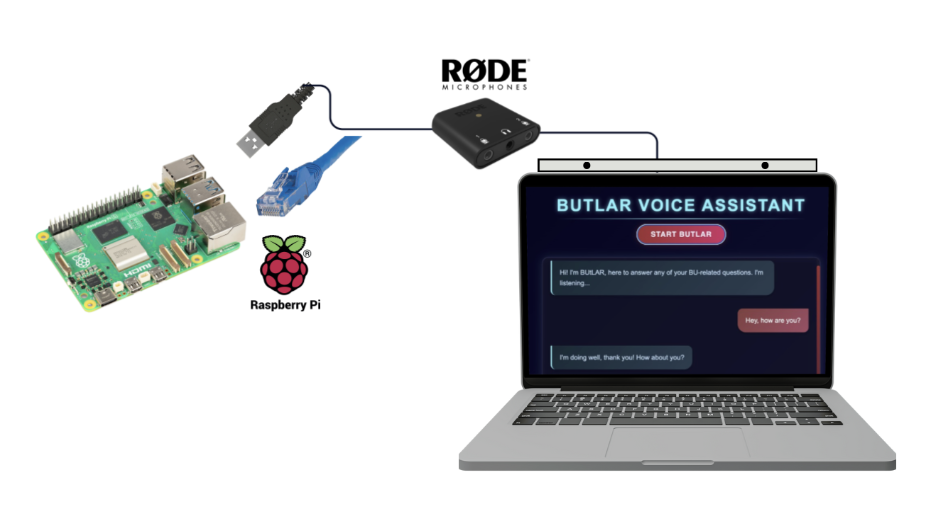 RØDE
MICROPHONES
HDMI
®
Raspberry Pi
BUTLAR VOICE ASSISTANT
START BUTLAR
Hi! I'm BUtLAR, here to answer any of your BU-related questions. I'm
listening...
Hey, how are you?
I'm doing well, thank you! How about you?